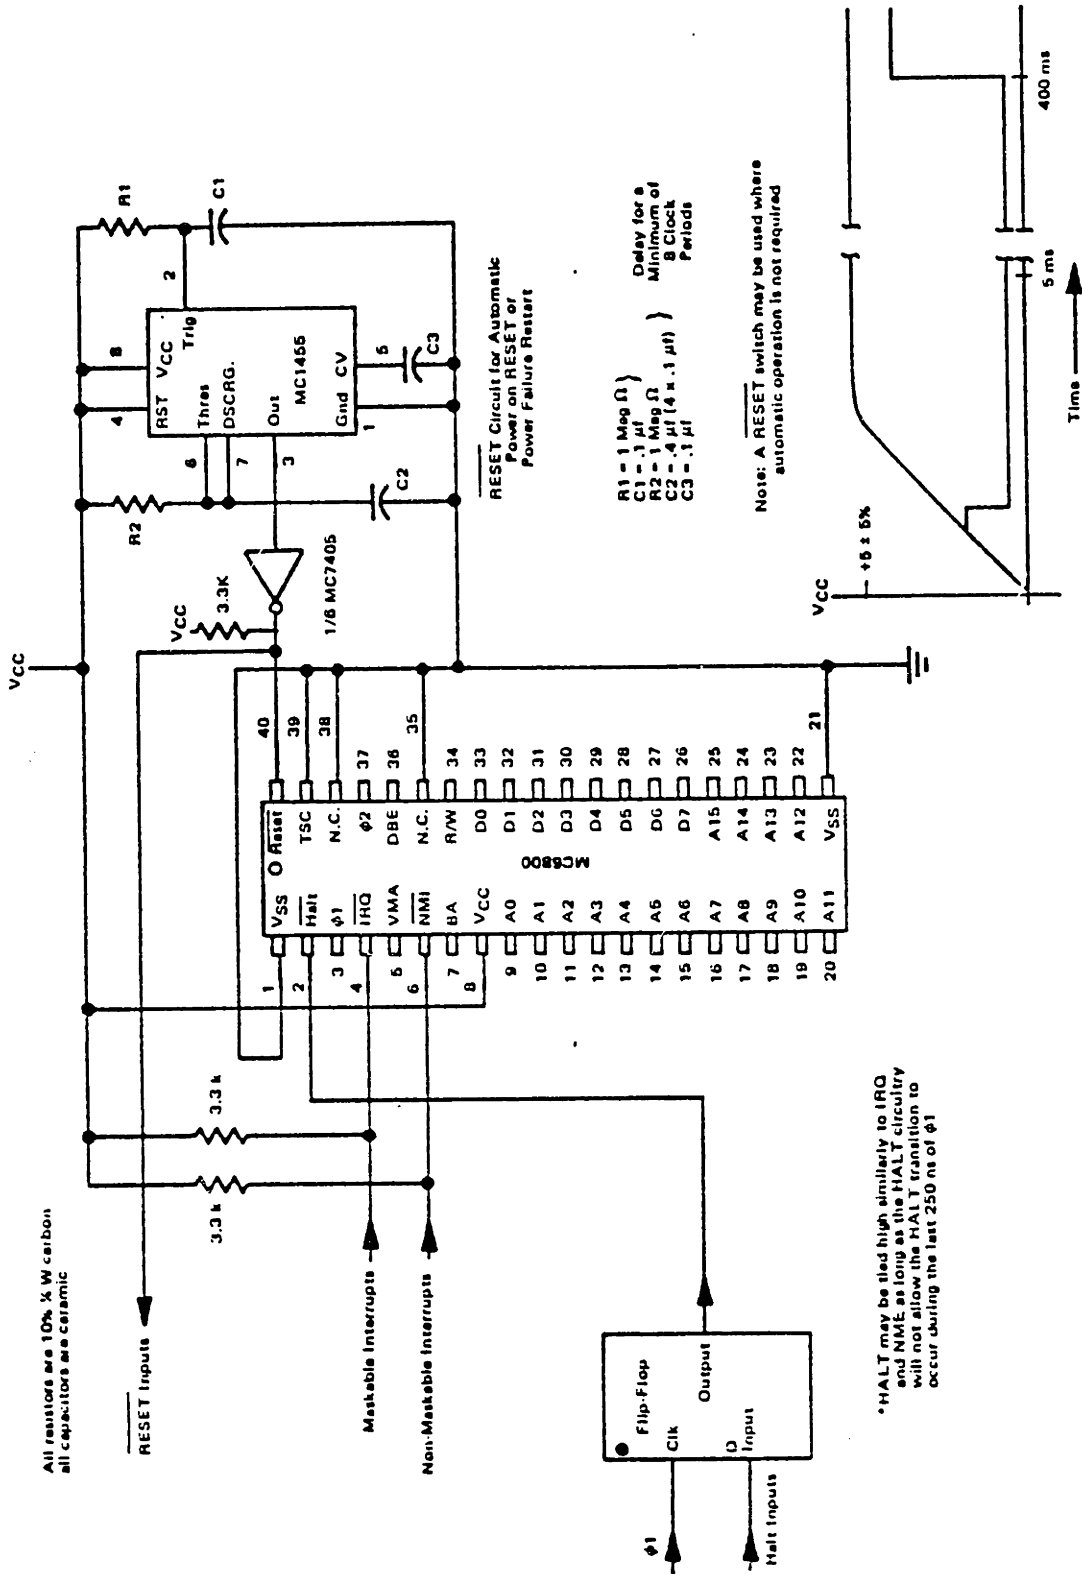 All resistors are 10% ¼ W carbon
all capacitors are ceramic
RESET Inputs
Maskable Interrupts
Non-Maskable Interrupts
3.3 k
3.3 k
VCC
Flip-Flop
Clk
Output
D
Input
ϕ1
Halt Inputs
*HALT may be tied high similarly to IRQ
and NME as long as the HALT circuitry
will not allow the HALT transition to
occur during the last 250 ns of ϕ1
MC6800
1 VSS
2 Halt
3 ϕ1
4 IRQ
5 VMA
6 NMI
7 BA
8 VCC
9 A0
10 A1
11 A2
12 A3
13 A4
14 A5
15 A6
16 A7
17 A8
18 A9
19 A10
20 A11
Reset 40
TSC 39
N.C. 38
ϕ2 37
DBE 36
N.C. 35
R/W 34
D0 33
D1 32
D2 31
D3 30
D4 29
D5 28
D6 27
D7 26
A15 25
A14 24
A13 23
A12 22
VSS 21
VCC
3.3K
1/6 MC7405
R2
C2
4
8
RST
VCC
6
Thres
7
DSCRG.
Trig
2
3
Out
MC1455
Gnd
CV
1
5
C3
R1
C1
RESET Circuit for Automatic
Power on RESET or
Power Failure Restart
R1 = 1 Meg Ω }
C1 = .1 μf
R2 = 1 Meg Ω
C2 = .4 μf (4 x .1 μf) }
C3 = .1 μf
Delay for a
Minimum of
8 Clock
Periods
Note: A RESET switch may be used where
automatic operation is not required
VCC
+5 ± 5%
5 ms
400 ms
Time